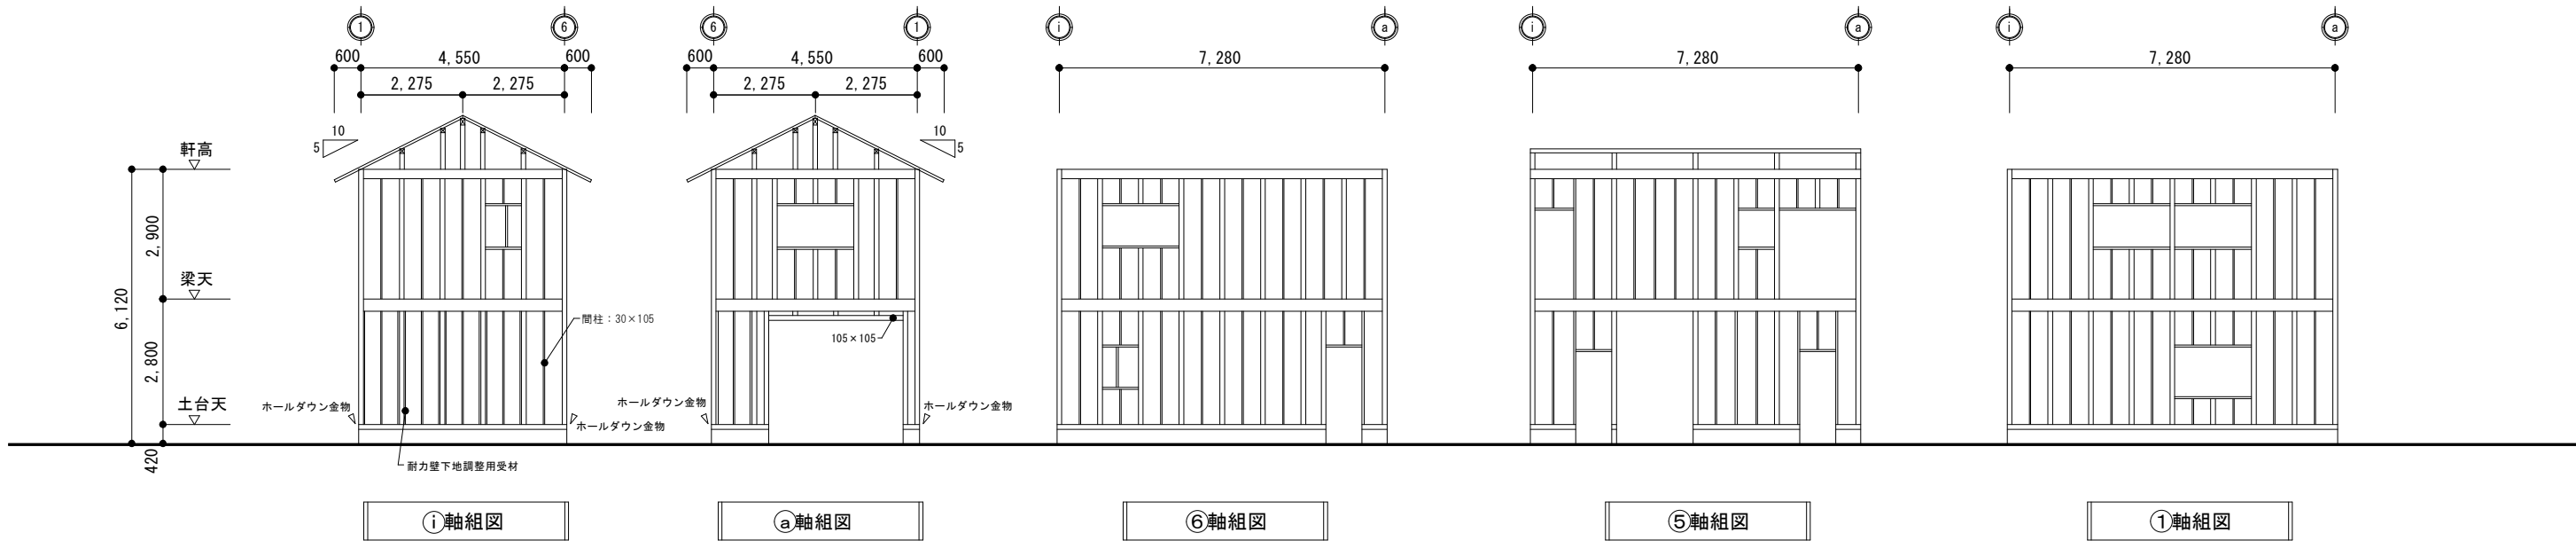 1 6 6 1 i a i a i a
600 4,550 600 600 4,550 600 7,280 7,280 7,280
2,275 2,275 2,275 2,275
10 10
5 5
軒高
2,900
梁天
6,120
間柱：30×105
105×105
2,800
土台天
ホールダウン金物
ホールダウン金物
ホールダウン金物
ホールダウン金物
420
耐力壁下地調整用受材
ⓘ軸組図
ⓐ軸組図
⑥軸組図
⑤軸組図
①軸組図